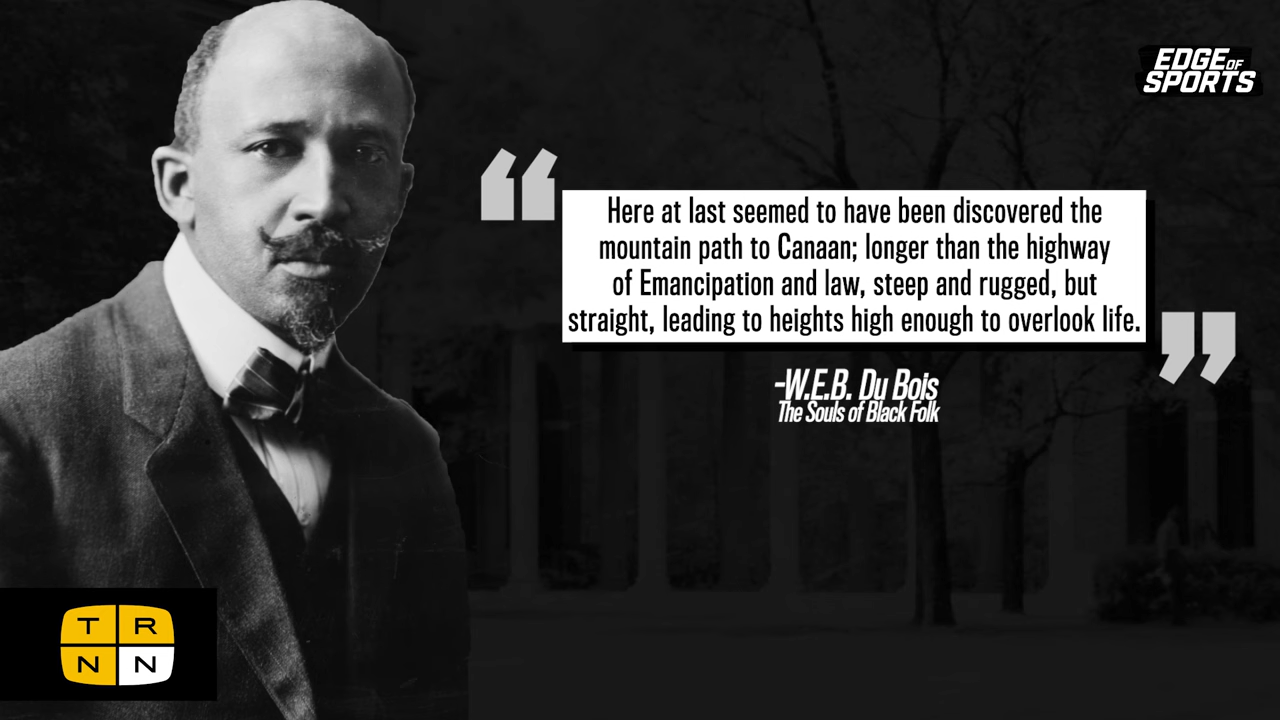 EDGE OF
SPORTS
“
Here at last seemed to have been discovered the
mountain path to Canaan; longer than the highway
of Emancipation and law, steep and rugged, but
straight, leading to heights high enough to overlook life.
”
-W.E.B. Du Bois
The Souls of Black Folk
T R
N N